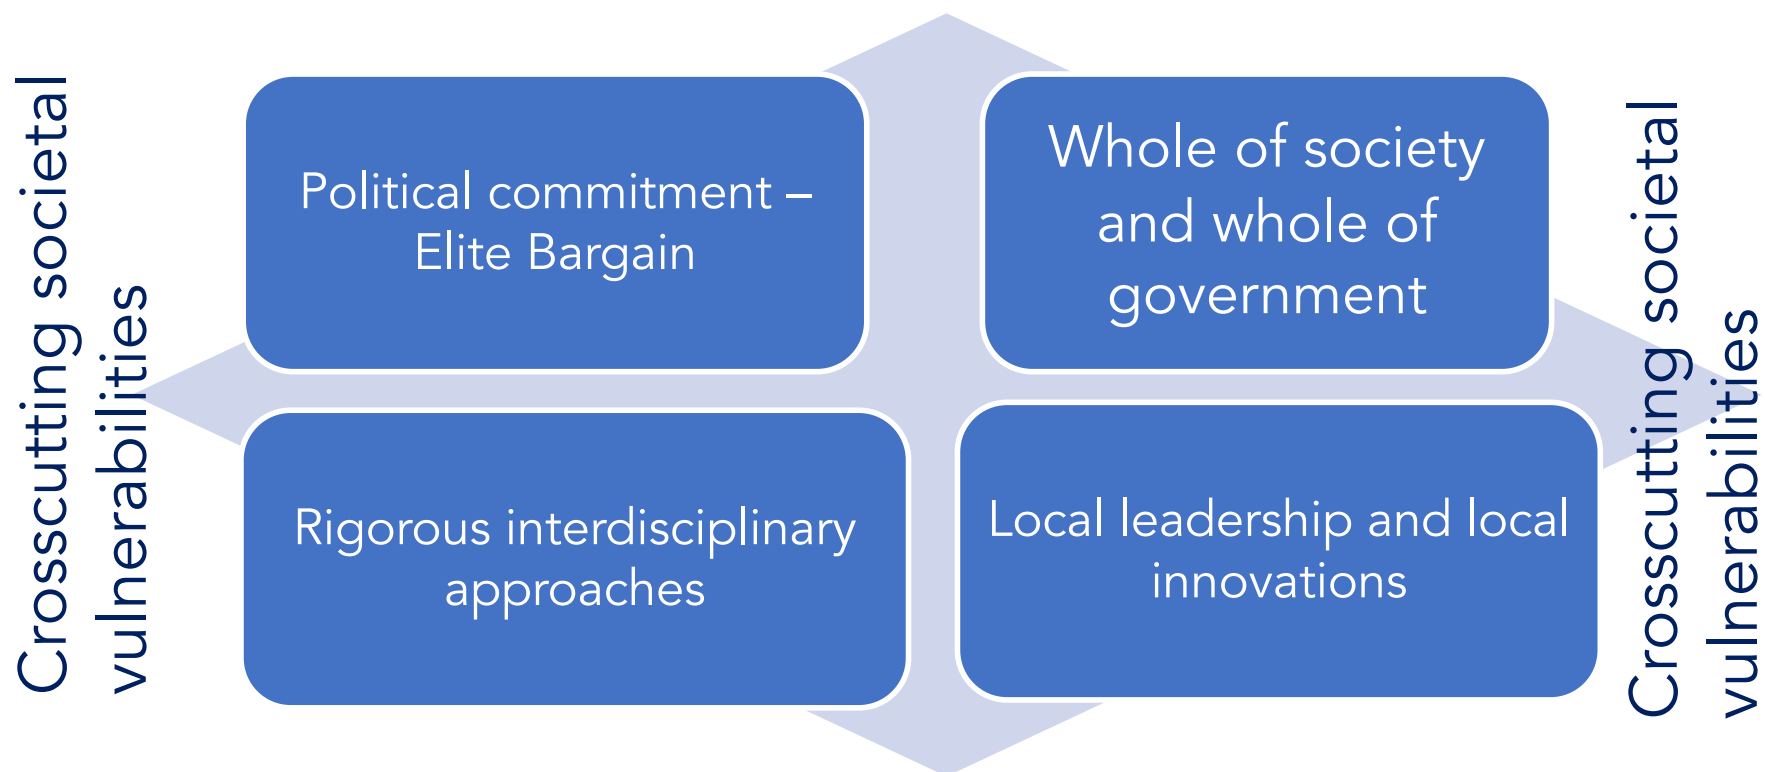 Crosscutting societal
vulnerabilities
Political commitment –
Elite Bargain
Whole of society
and whole of
government
Rigorous interdisciplinary
approaches
Local leadership and local
innovations
Crosscutting societal
vulnerabilities